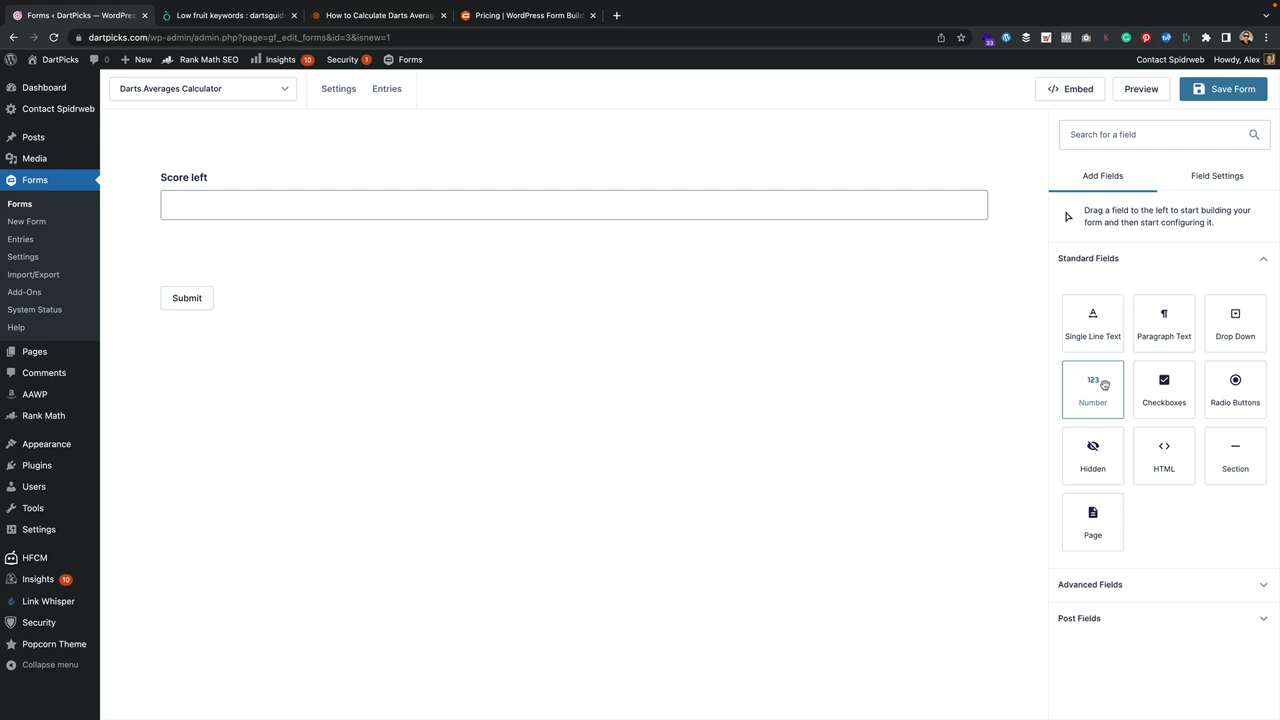 Forms ‹ DartPicks — WordPres
Low fruit keywords : dartsguide
How to Calculate Darts Averag
Pricing | WordPress Form Build
dartpicks.com/wp-admin/admin.php?page=gf_edit_forms&id=3&isnew=1
33
DartPicks
0
New
Rank Math SEO
Insights 10
Security 1
Forms
Contact Spidrweb
Howdy, Alex
Dashboard
Contact Spidrweb
Posts
Media
Forms
Forms
New Form
Entries
Settings
Import/Export
Add-Ons
System Status
Help
Pages
Comments
AAWP
Rank Math
Appearance
Plugins
Users
Tools
Settings
HFCM
Insights 10
Link Whisper
Security
Popcorn Theme
Collapse menu
Darts Averages Calculator
Settings
Entries
Embed
Preview
Save Form
Score left
Submit
Search for a field
Add Fields
Field Settings
Drag a field to the left to start building your
form and then start configuring it.
Standard Fields
Single Line Text
Paragraph Text
Drop Down
123
Number
Checkboxes
Radio Buttons
Hidden
HTML
Section
Page
Advanced Fields
Post Fields